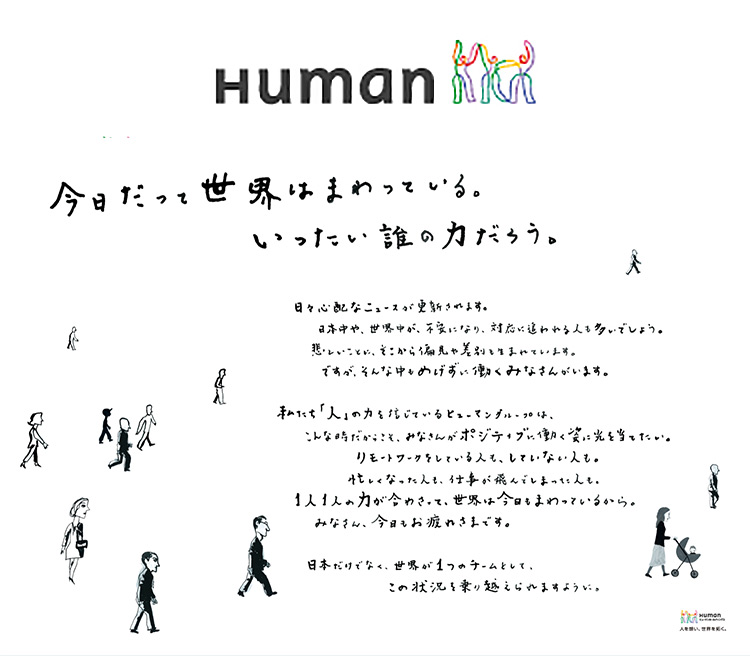 Human
今日だって世界はまわっている。
いったい誰の力だろう。
日々心配なニュースが更新されます。
日本中や、世界中が、不安になり、対応に追われる人も多いでしょう。
悲しいことに、そこから偏見や差別も生まれています。
ですが、そんな中もめげずに働くみなさんがいます。
私たち「人」の力を信じているヒューマングループは、
こんな時だからこそ、みなさんがポジティブに働く姿に光を当てたい。
リモートワークをしている人も、していない人も。
忙しくなった人も、仕事が飛んでしまった人も。
1人1人の力が合わさって、世界は今日もまわっているから。
みなさん、今日もお疲れさまです。
日本だけでなく、世界が1つのチームとして、
この状況を乗り越えられますように。
Human
人を想い、世界を拓く。